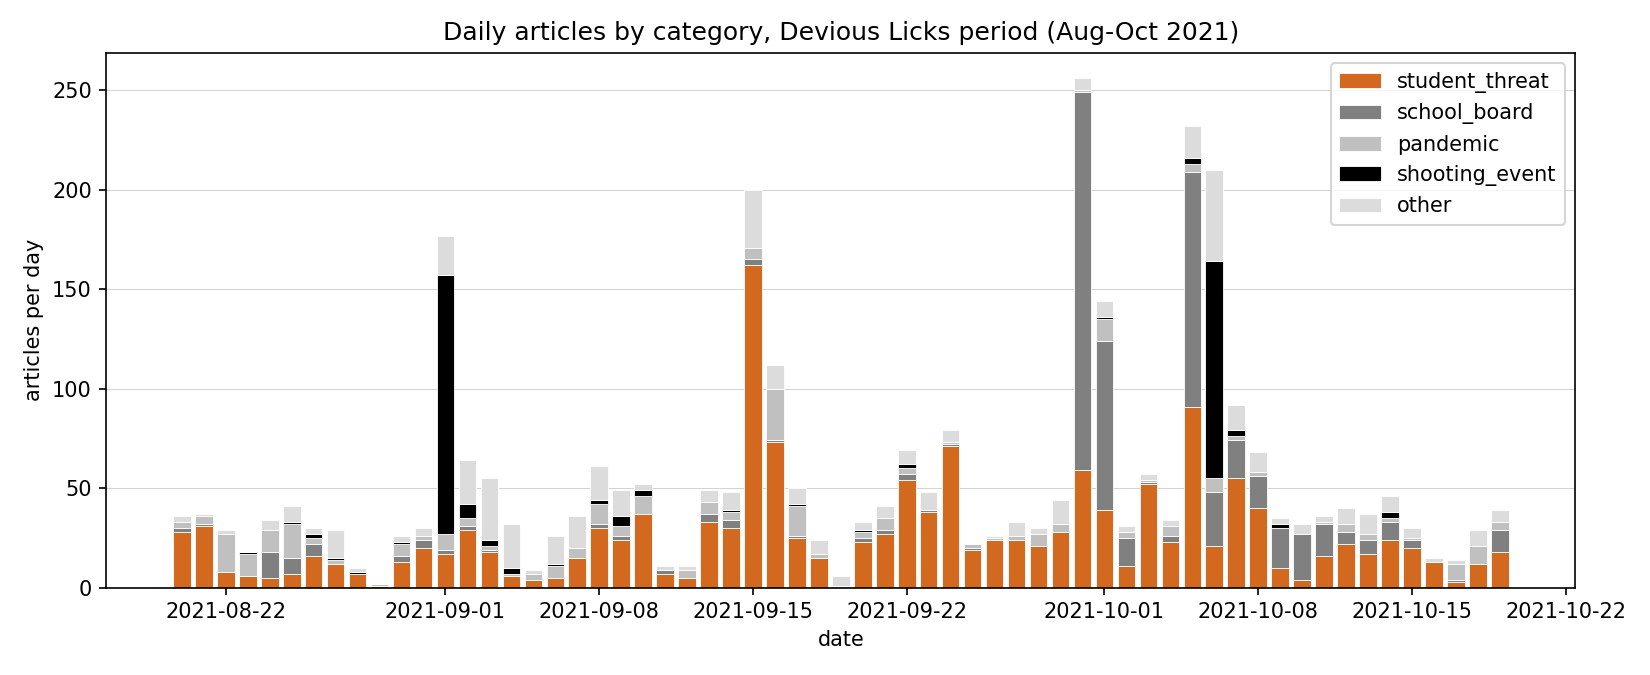 Daily articles by category, Devious Licks period (Aug-Oct 2021)
250
200
150
100
50
0
articles per day
student_threat
school_board
pandemic
shooting_event
other
2021-08-22
2021-09-01
2021-09-08
2021-09-15
2021-09-22
2021-10-01
2021-10-08
2021-10-15
2021-10-22
date